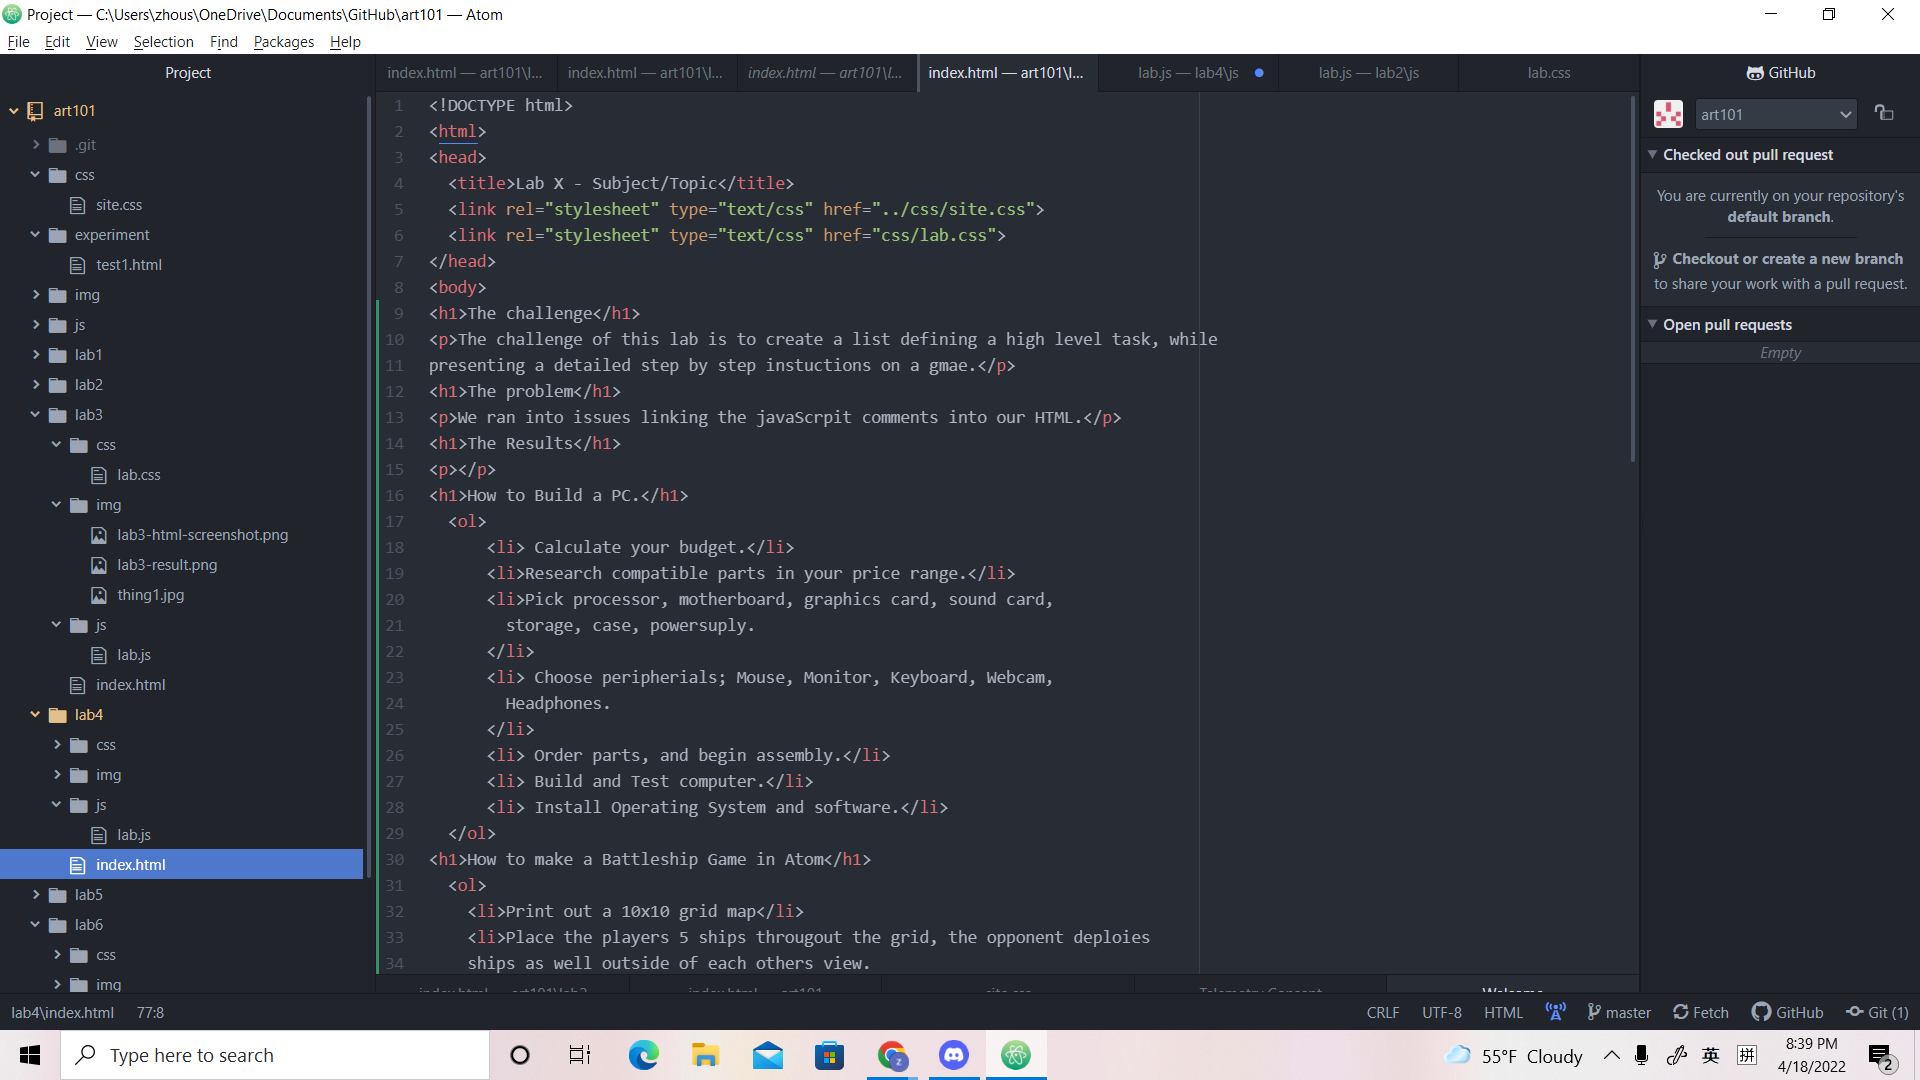 Project — C:\Users\zhous\OneDrive\Documents\GitHub\art101 — Atom
File Edit View Selection Find Packages Help
Project
art101
.git
css
site.css
experiment
test1.html
img
js
lab1
lab2
lab3
css
lab.css
img
lab3-html-screenshot.png
lab3-result.png
thing1.jpg
js
lab.js
index.html
lab4
css
img
js
lab.js
index.html
lab5
lab6
css
img
index.html — art101\l... index.html — art101\l... index.html — art101\l... index.html — art101\l... lab.js — lab4\js lab.js — lab2\js lab.css
1 <!DOCTYPE html>
2 <html>
3 <head>
4 <title>Lab X - Subject/Topic</title>
5 <link rel="stylesheet" type="text/css" href="../css/site.css">
6 <link rel="stylesheet" type="text/css" href="css/lab.css">
7 </head>
8 <body>
9 <h1>The challenge</h1>
10 <p>The challenge of this lab is to create a list defining a high level task, while
11 presenting a detailed step by step instuctions on a gmae.</p>
12 <h1>The problem</h1>
13 <p>We ran into issues linking the javaScrpit comments into our HTML.</p>
14 <h1>The Results</h1>
15 <p></p>
16 <h1>How to Build a PC.</h1>
17 <ol>
18 <li> Calculate your budget.</li>
19 <li>Research compatible parts in your price range.</li>
20 <li>Pick processor, motherboard, graphics card, sound card,
21 storage, case, powersuply.
22 </li>
23 <li> Choose peripherials; Mouse, Monitor, Keyboard, Webcam,
24 Headphones.
25 </li>
26 <li> Order parts, and begin assembly.</li>
27 <li> Build and Test computer.</li>
28 <li> Install Operating System and software.</li>
29 </ol>
30 <h1>How to make a Battleship Game in Atom</h1>
31 <ol>
32 <li>Print out a 10x10 grid map</li>
33 <li>Place the players 5 ships througout the grid, the opponent deploies
34 ships as well outside of each others view.
index.html — art101\lab3 index.html — art101 site.css Telemetry Consent Welcome
GitHub
art101
Checked out pull request
You are currently on your repository's
default branch.
Checkout or create a new branch
to share your work with a pull request.
Open pull requests
Empty
lab4\index.html 77:8 CRLF UTF-8 HTML master Fetch GitHub Git (1)
Type here to search
55°F Cloudy
英
拼
8:39 PM
4/18/2022
2